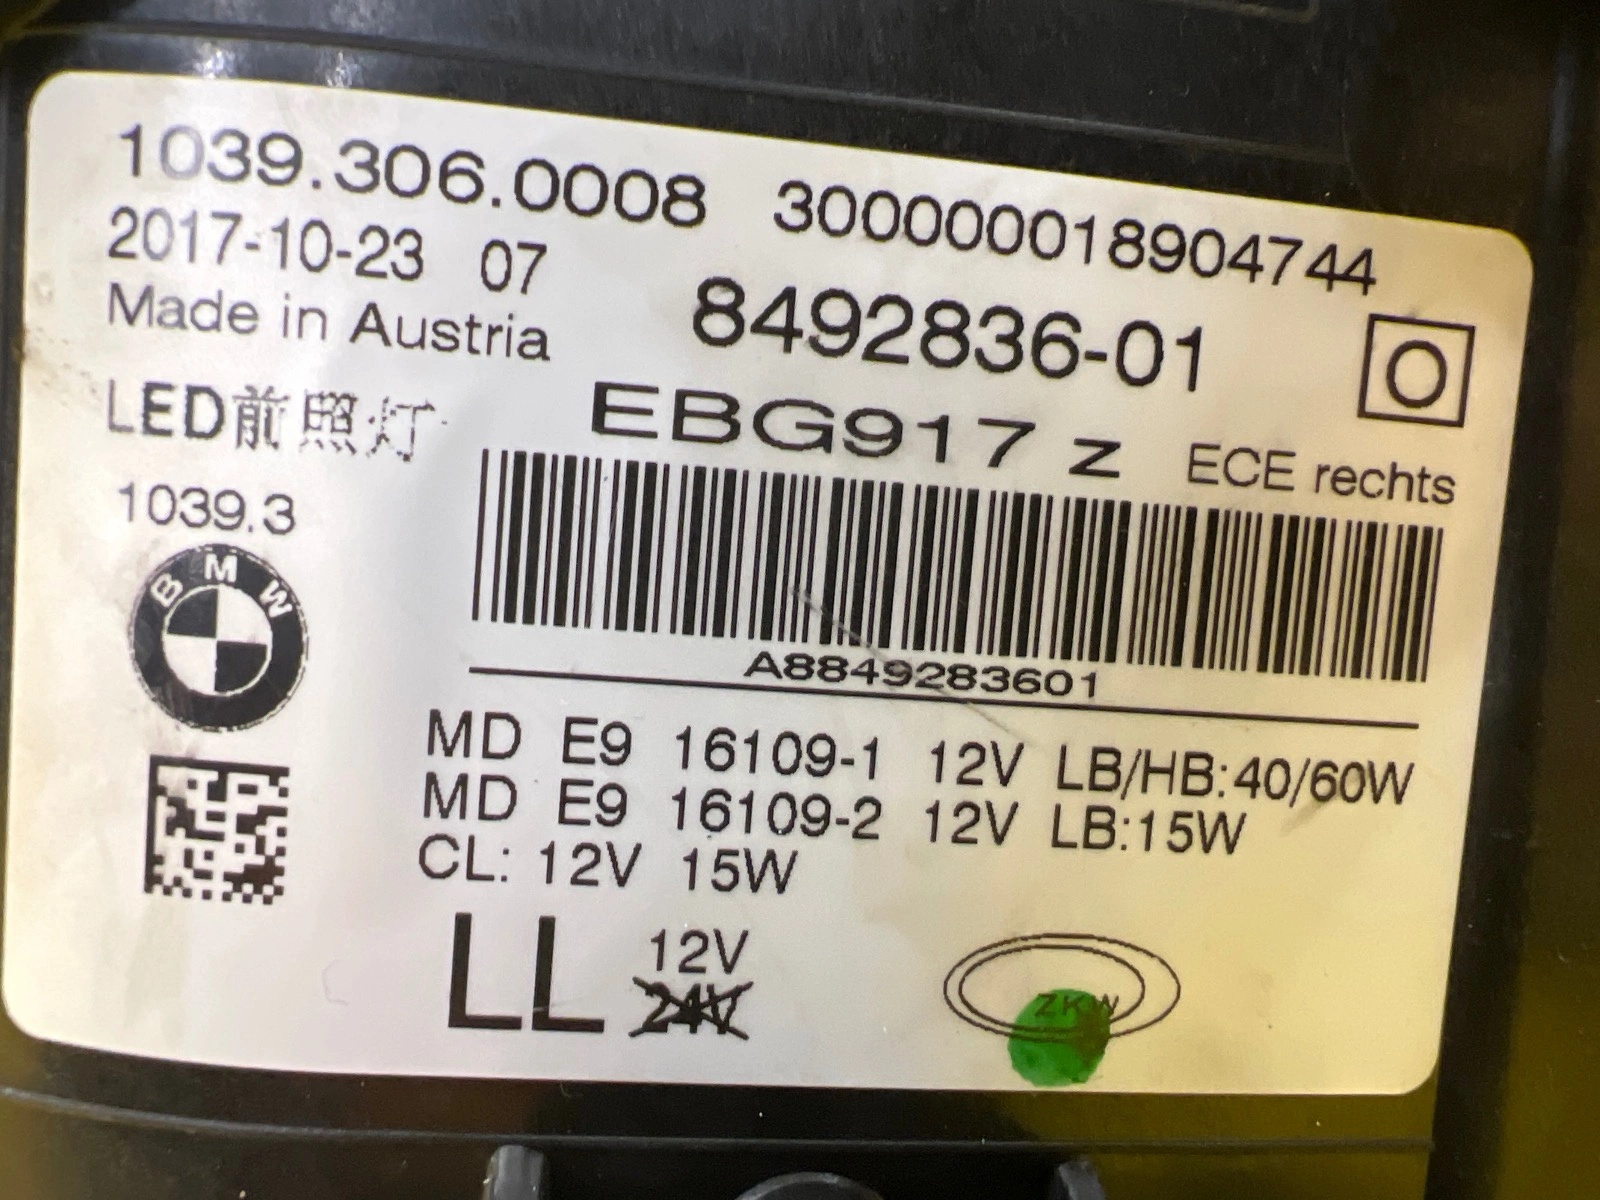 1039.306.0008 30000001890​4744
2017-10-23 07
Made in Austria
8492836-01
O
LED前照灯
EBG917 z ECE rechts
1039.3
BMW
A8849283601
MD E9 16109-1 12V LB/HB:40/60W
MD E9 16109-2 12V LB:15W
CL: 12V 15W
LL 12V
24V
ZKW